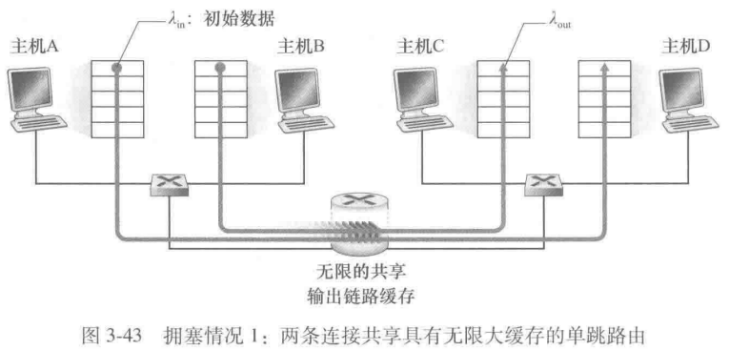 λin: 初始数据
λout
主机A
主机B
主机C
主机D
无限的共享
输出链路缓存
图 3-43 拥塞情况 1: 两条连接共享具有无限大缓存的单跳路由